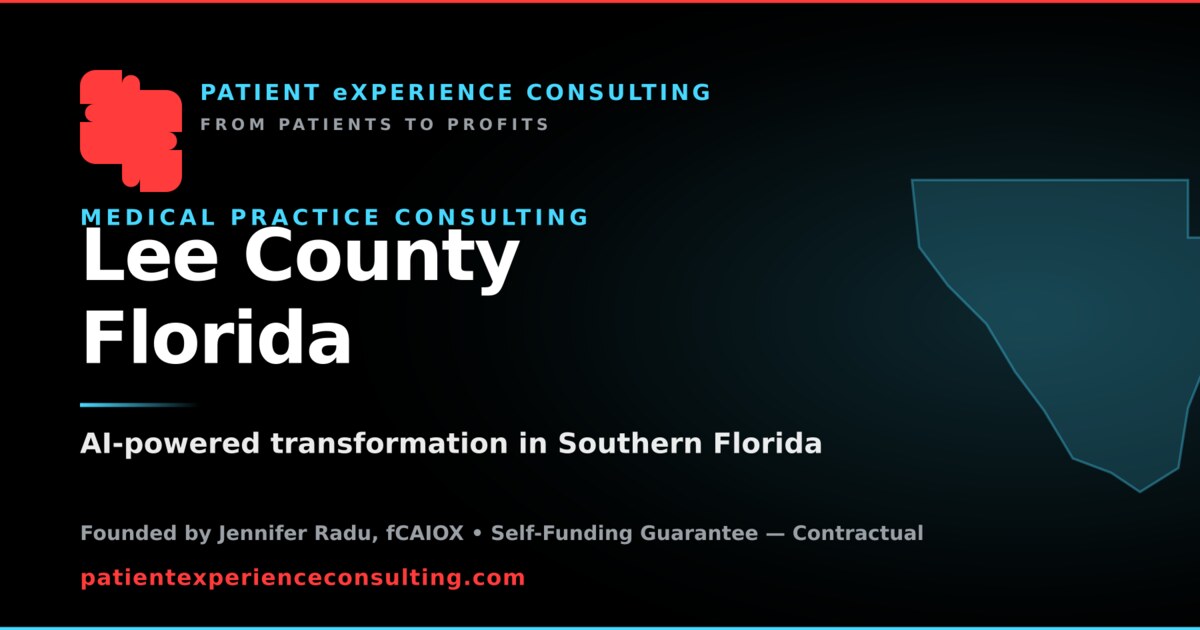 PATIENT eXPERIENCE CONSULTING
FROM PATIENTS TO PROFITS
MEDICAL PRACTICE CONSULTING
Lee County
Florida
AI-powered transformation in Southern Florida
Founded by Jennifer Radu, fCAIOX • Self-Funding Guarantee — Contractual
patientexperienceconsulting.com